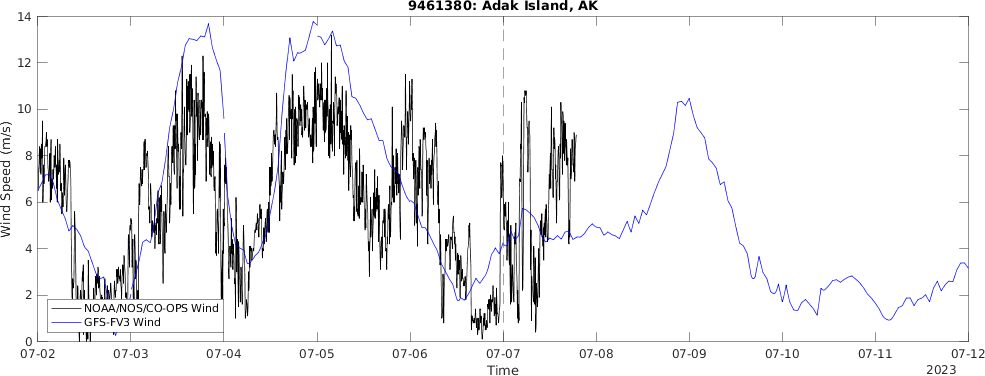 9461380: Adak Island, AK
14
12
10
8
6
4
2
0
Wind Speed (m/s)
NOAA/NOS/CO-OPS Wind
GFS-FV3 Wind
07-02 07-03 07-04 07-05 07-06 07-07 07-08 07-09 07-10 07-11 07-12
Time
2023